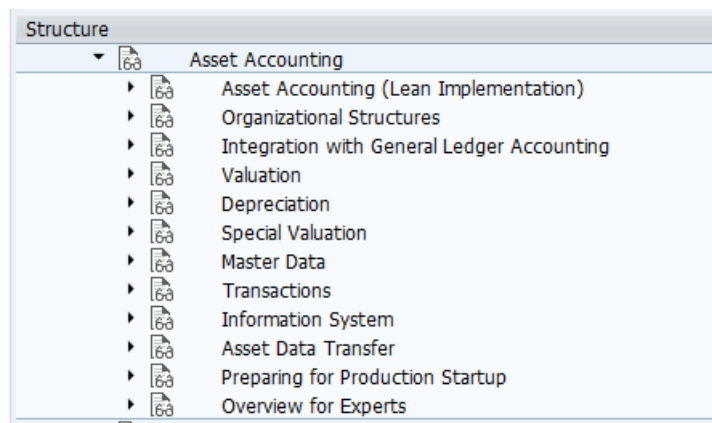 Structure
Asset Accounting
Asset Accounting (Lean Implementation)
Organizational Structures
Integration with General Ledger Accounting
Valuation
Depreciation
Special Valuation
Master Data
Transactions
Information System
Asset Data Transfer
Preparing for Production Startup
Overview for Experts